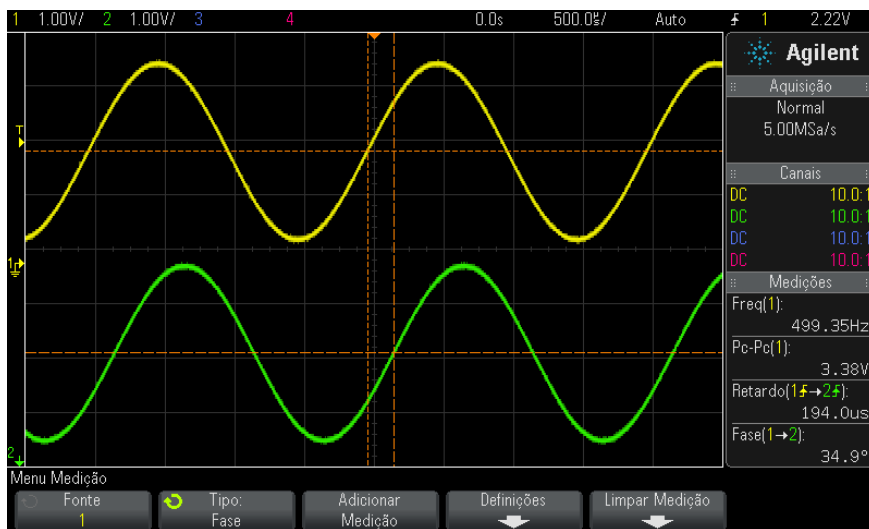 1 1.00V/ 2 1.00V/ 3 4 0.0s 500.0㎲/ Auto 1 2.22V
Agilent
Aquisição
Normal
5.00MSa/s
Canais
DC 10.0:1
DC 10.0:1
DC 10.0:1
DC 10.0:1
Medições
Freq(1):
499.35Hz
Pc-Pc(1):
3.38V
Retardo(1→2):
194.0us
Fase(1→2):
34.9°
T
1
2
Menu Medição
Fonte
1
Tipo:
Fase
Adicionar
Medição
Definições
Limpar Medição